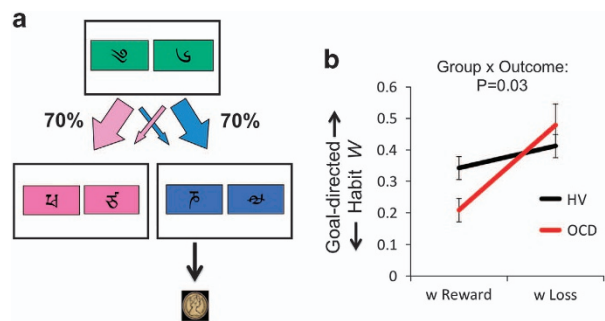 a
70%
70%
b
Group x Outcome:
P=0.03
Goal-directed
Habit W
0.6
0.5
0.4
0.3
0.2
0.1
0
HV
OCD
w Reward
w Loss